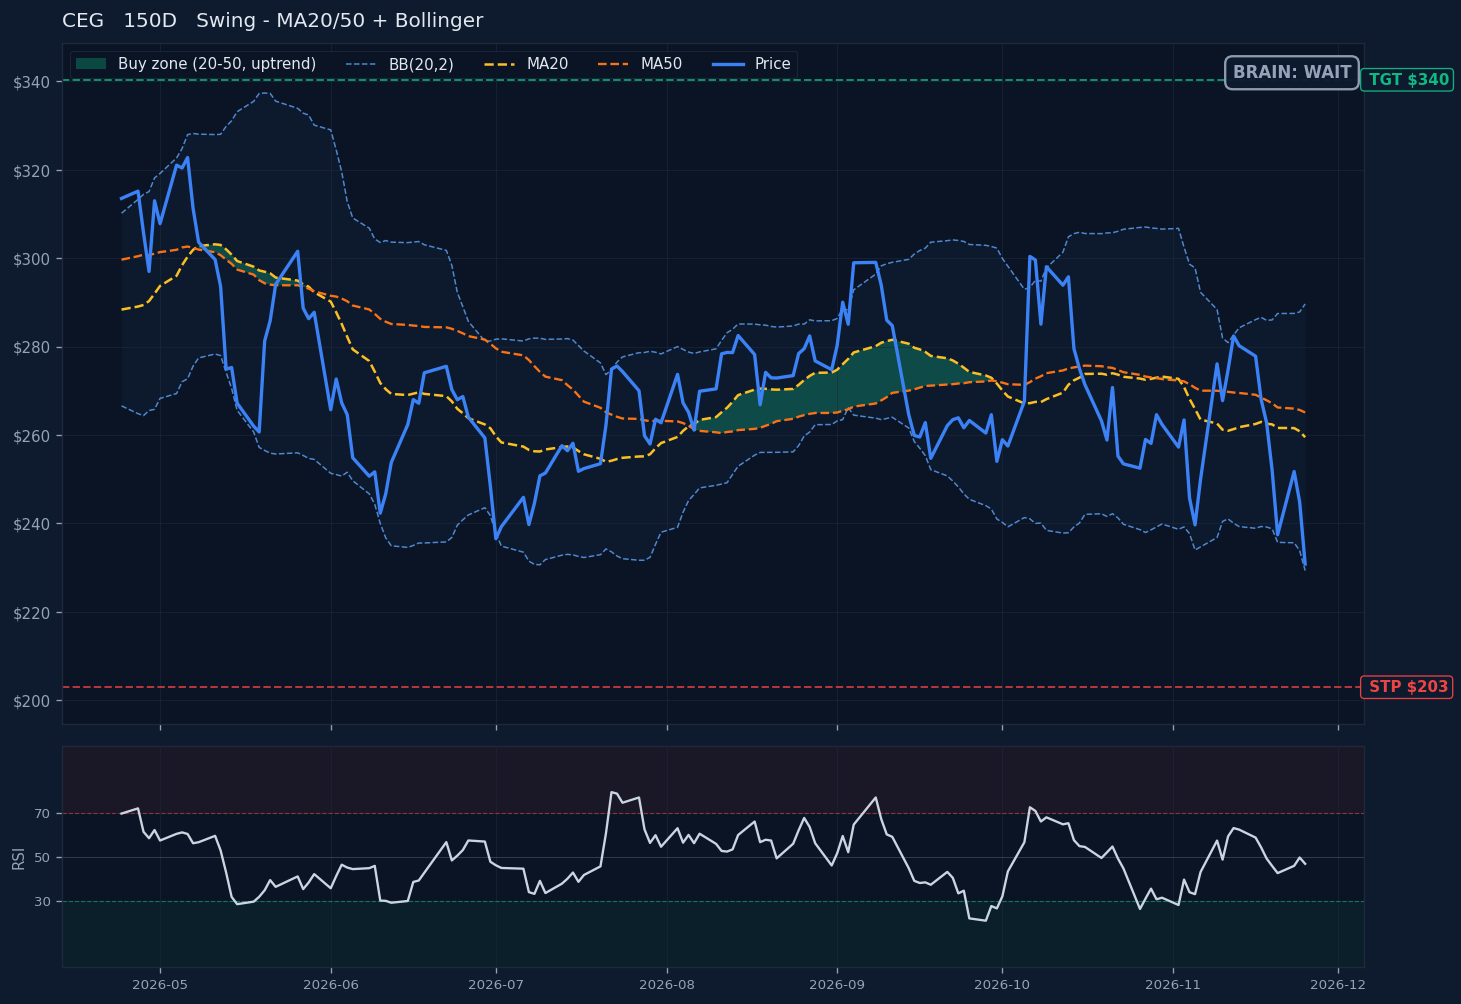 CEG 150D Swing - MA20/50 + Bollinger
Buy zone (20-50, uptrend) BB(20,2) MA20 MA50 Price
BRAIN: WAIT
TGT $340
$340
$320
$300
$280
$260
$240
$220
STP $203
$200
70
50
30
RSI
2026-05 2026-06 2026-07 2026-08 2026-09 2026-10 2026-11 2026-12